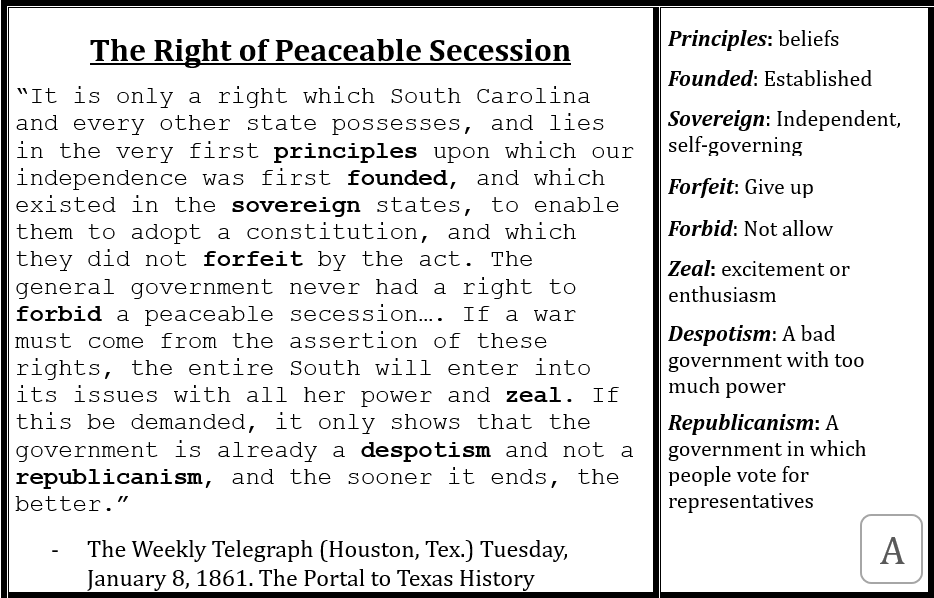 The Right of Peaceable Secession
“It is only a right which South Carolina
and every other state possesses, and lies
in the very first principles upon which our
independence was first founded, and which
existed in the sovereign states, to enable
them to adopt a constitution, and which
they did not forfeit by the act. The
general government never had a right to
forbid a peaceable secession…. If a war
must come from the assertion of these
rights, the entire South will enter into
its issues with all her power and zeal. If
this be demanded, it only shows that the
government is already a despotism and not a
republicanism, and the sooner it ends, the
better.”
- The Weekly Telegraph (Houston, Tex.) Tuesday,
January 8, 1861. The Portal to Texas History
Principles: beliefs
Founded: Established
Sovereign: Independent,
self-governing
Forfeit: Give up
Forbid: Not allow
Zeal: excitement or
enthusiasm
Despotism: A bad
government with too
much power
Republicanism: A
government in which
people vote for
representatives
A